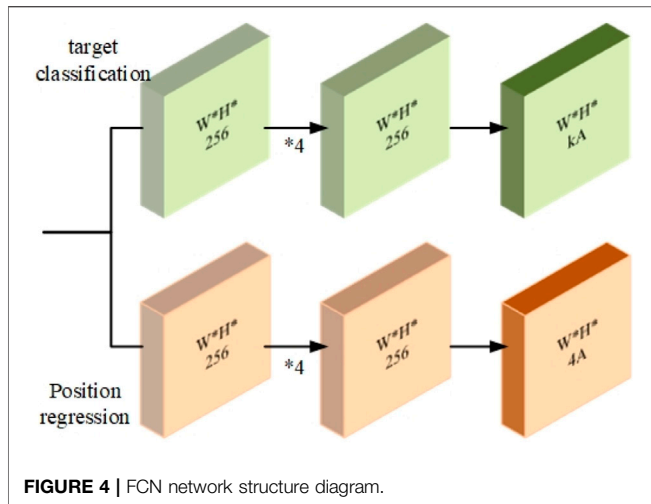 target
classification
W*H*
256
*4
W*H*
256
W*H*
kA
W*H*
256
*4
W*H*
256
W*H*
4A
Position
regression
FIGURE 4 | FCN network structure diagram.